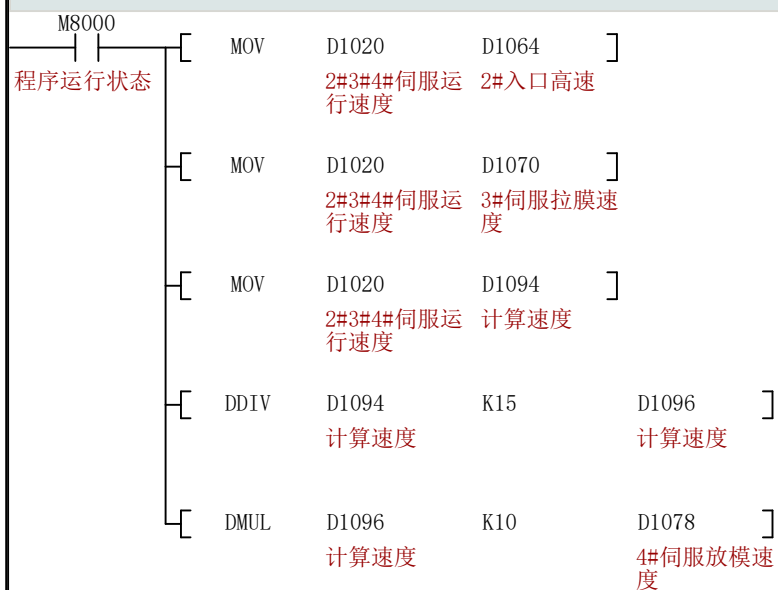 M8000
MOV D1020 D1064
程序运行状态 2#3#4#伺服运 2#入口高速
行速度
MOV D1020 D1070
2#3#4#伺服运 3#伺服拉膜速
行速度 度
MOV D1020 D1094
2#3#4#伺服运 计算速度
行速度
DDIV D1094 K15 D1096
计算速度 计算速度
DMUL D1096 K10 D1078
计算速度 4#伺服放模速
度